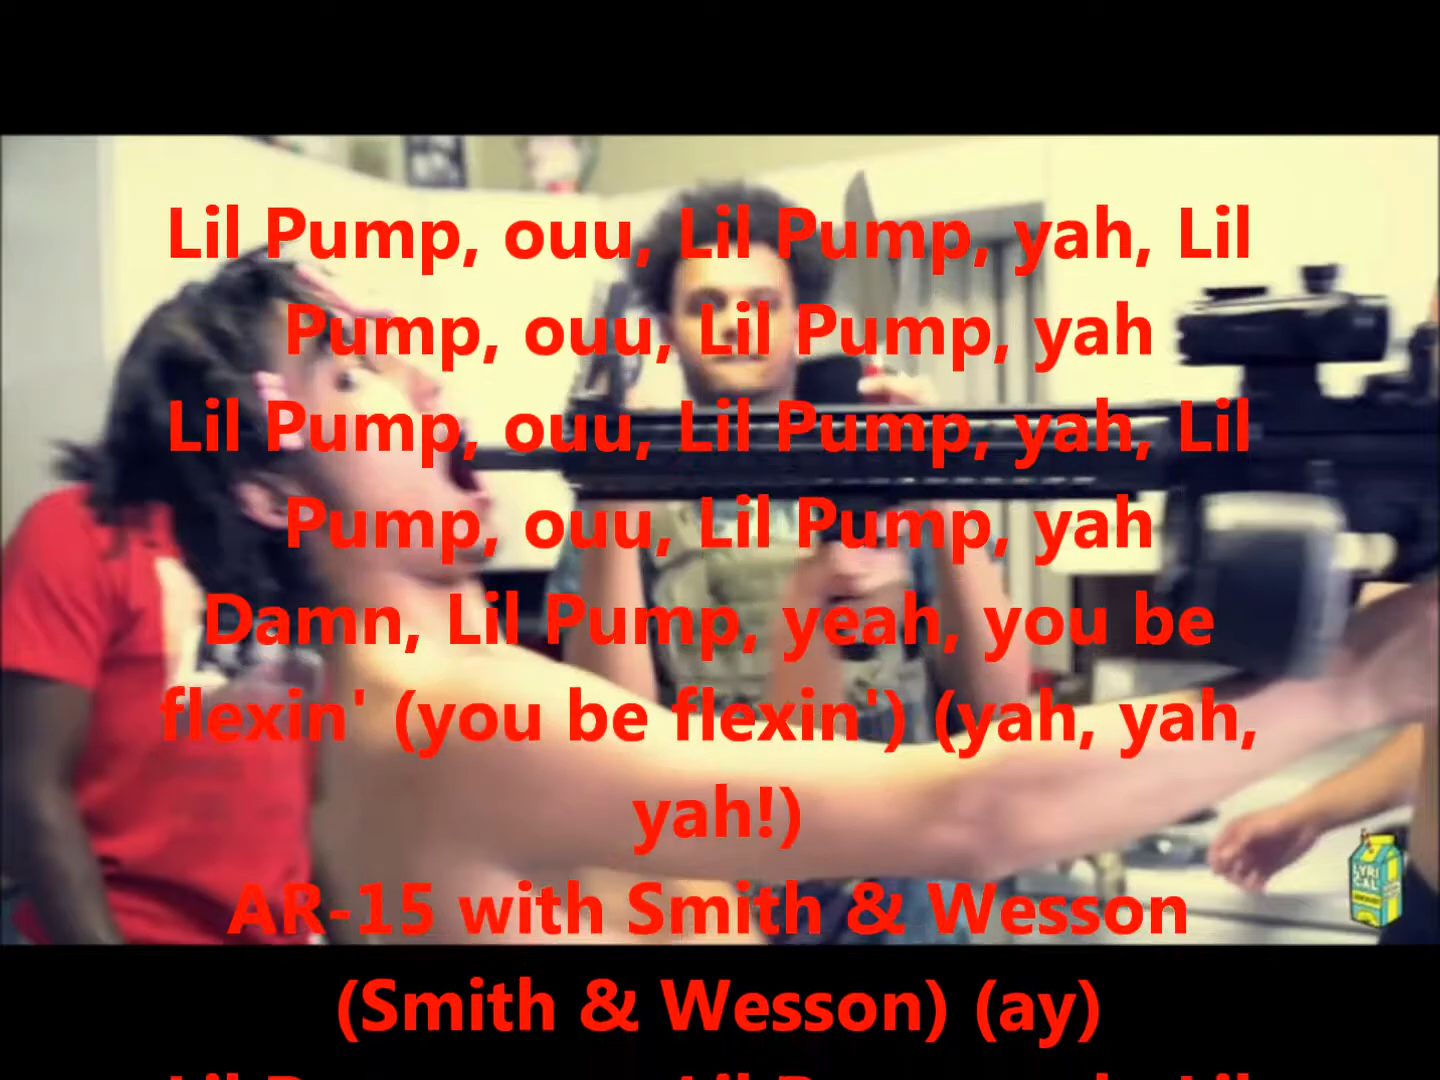 Lil Pump, ouu, Lil Pump, yah, Lil
Pump, ouu, Lil Pump, yah
Lil Pump, ouu, Lil Pump, yah, Lil
Pump, ouu, Lil Pump, yah
Damn, Lil Pump, yeah, you be
flexin' (you be flexin') (yah, yah,
yah!)
AR-15 with Smith & Wesson
(Smith & Wesson) (ay)
LYRI
CAL